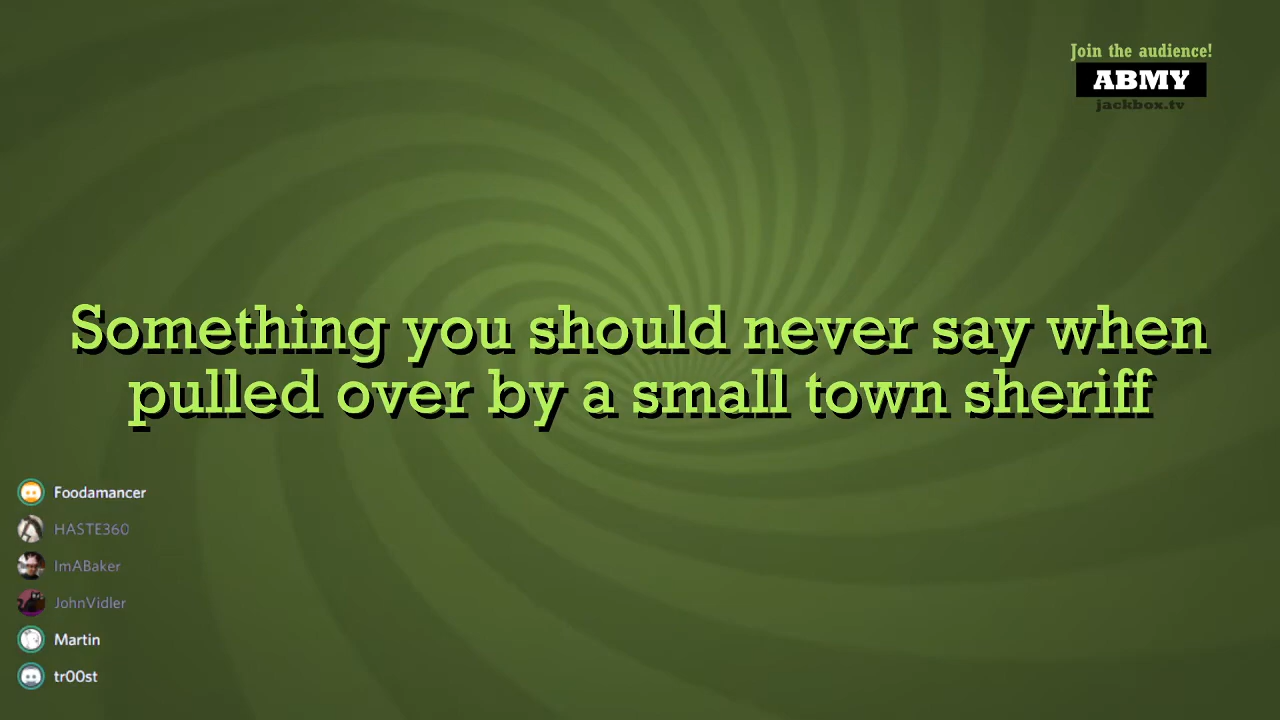 Join the audience!
ABMY
jackbox.tv
Something you should never say when
pulled over by a small town sheriff
Foodamancer
HASTE360
ImABaker
JohnVidler
Martin
tr00st